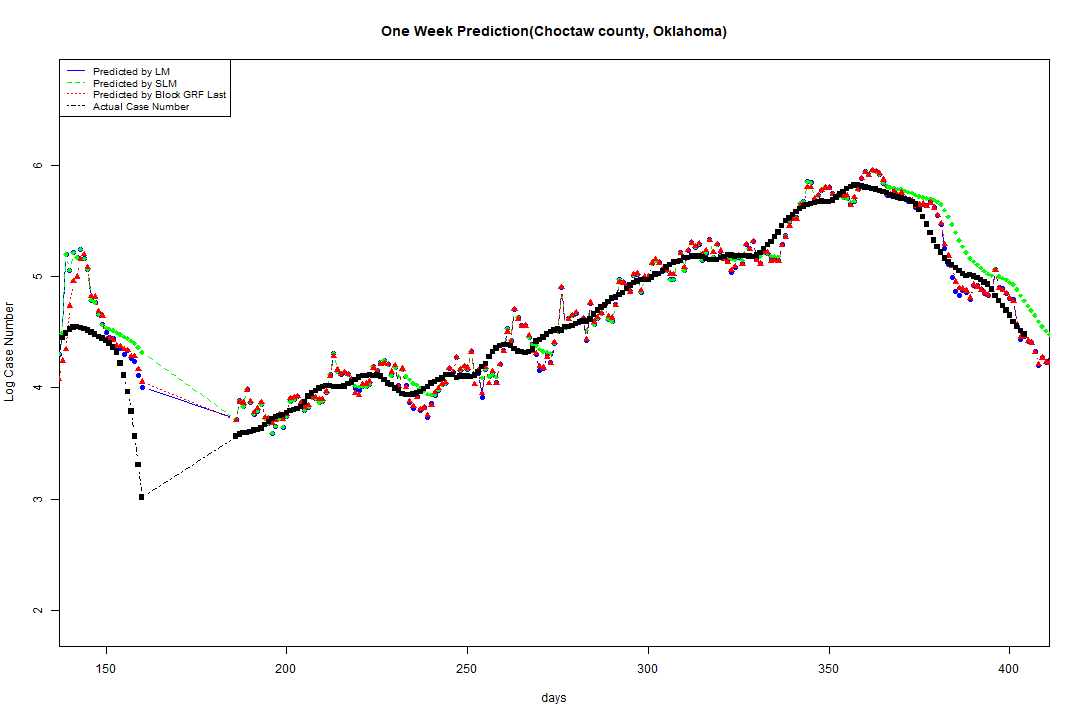 One Week Prediction(Choctaw county, Oklahoma)
Predicted by LM
Predicted by SLM
Predicted by Block GRF Last
Actual Case Number
Log Case Number
6
5
4
3
2
150 200 250 300 350 400
days